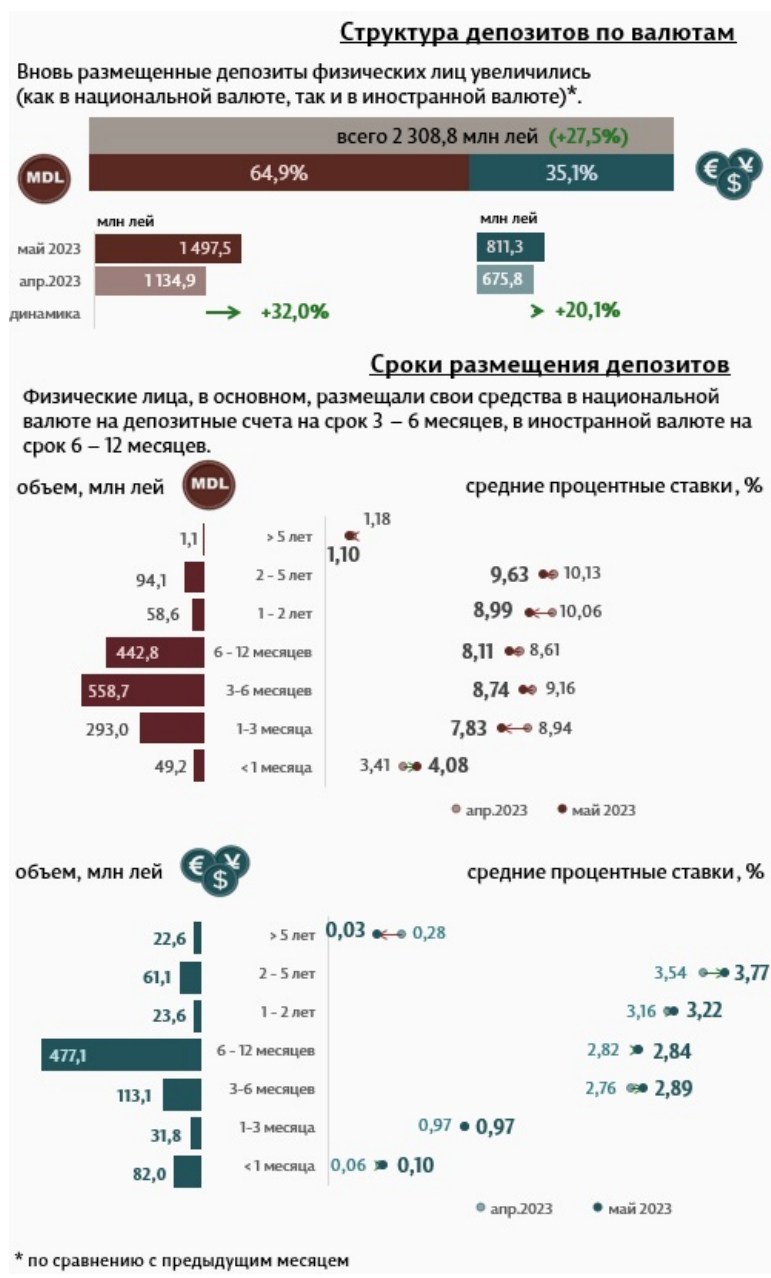 Структура депозитов по валютам
Вновь размещенные депозиты физических лиц увеличились
(как в национальной валюте, так и в иностранной валюте)*.
всего 2 308,8 млн лей (+27,5%)
MDL 64,9% 35,1% € ¥ $
млн лей млн лей
май 2023 1 497,5 811,3
апр.2023 1 134,9 675,8
динамика +32,0% +20,1%
Сроки размещения депозитов
Физические лица, в основном, размещали свои средства в национальной
валюте на депозитные счета на срок 3 – 6 месяцев, в иностранной валюте на
срок 6 – 12 месяцев.
объем, млн лей MDL средние процентные ставки, %
1,1 > 5 лет 1,10 1,18
94,1 2 - 5 лет 9,63 10,13
58,6 1 - 2 лет 8,99 10,06
442,8 6 - 12 месяцев 8,11 8,61
558,7 3-6 месяцев 8,74 9,16
293,0 1-3 месяца 7,83 8,94
49,2 < 1 месяца 3,41 4,08
апр.2023 май 2023
объем, млн лей € ¥ $ средние процентные ставки, %
22,6 > 5 лет 0,03 0,28
61,1 2 - 5 лет 3,54 3,77
23,6 1 - 2 лет 3,16 3,22
477,1 6 - 12 месяцев 2,82 2,84
113,1 3-6 месяцев 2,76 2,89
31,8 1-3 месяца 0,97 0,97
82,0 < 1 месяца 0,06 0,10
апр.2023 май 2023
* по сравнению с предыдущим месяцем